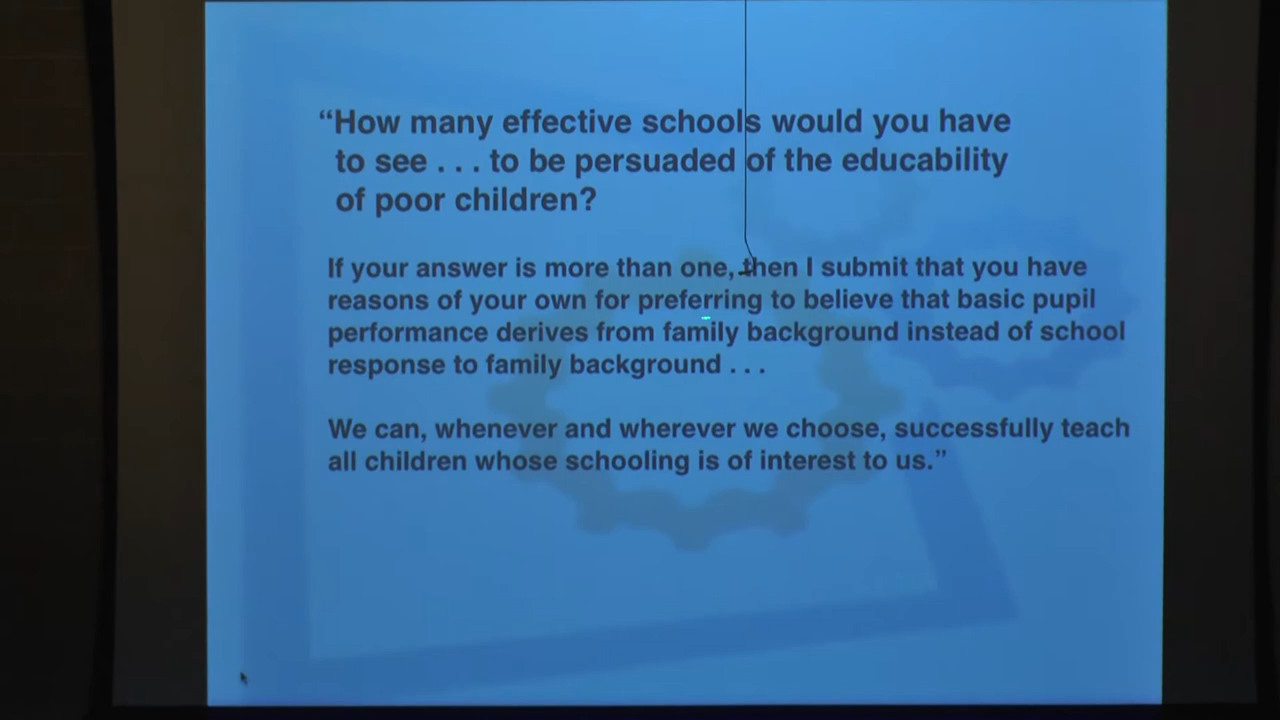 “How many effective schools would you have
to see . . . to be persuaded of the educability
of poor children?
If your answer is more than one, then I submit that you have
reasons of your own for preferring to believe that basic pupil
performance derives from family background instead of school
response to family background . . .
We can, whenever and wherever we choose, successfully teach
all children whose schooling is of interest to us.”